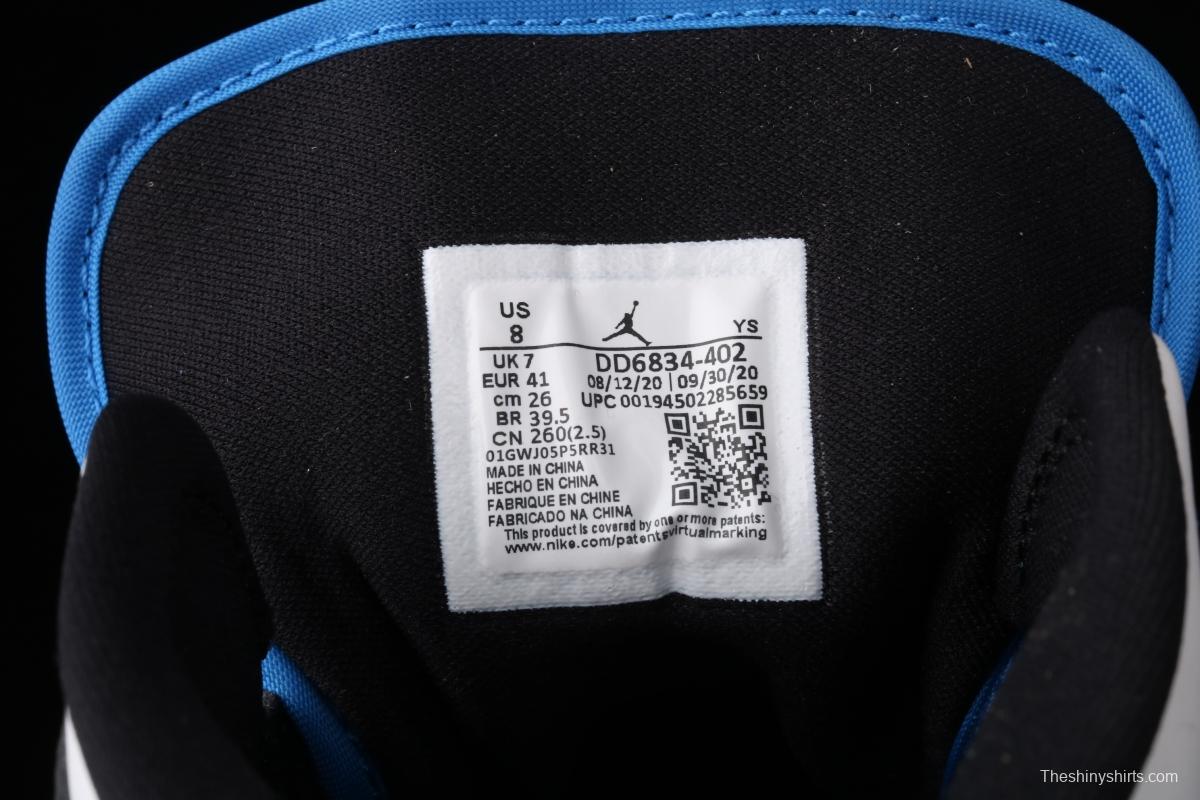 US
8
YS
UK 7
DD6834-402
EUR 41
08/12/20 | 09/30/20
cm 26
UPC 00194502285659
BR 39.5
CN 260(2.5)
01GWJ05P5RR31
MADE IN CHINA
HECHO EN CHINA
FABRIQUE EN CHINE
FABRICADO NA CHINA
This product is covered by one or more patents:
www.nike.com/patentsvirtualmarking
Theshinyshirts.com